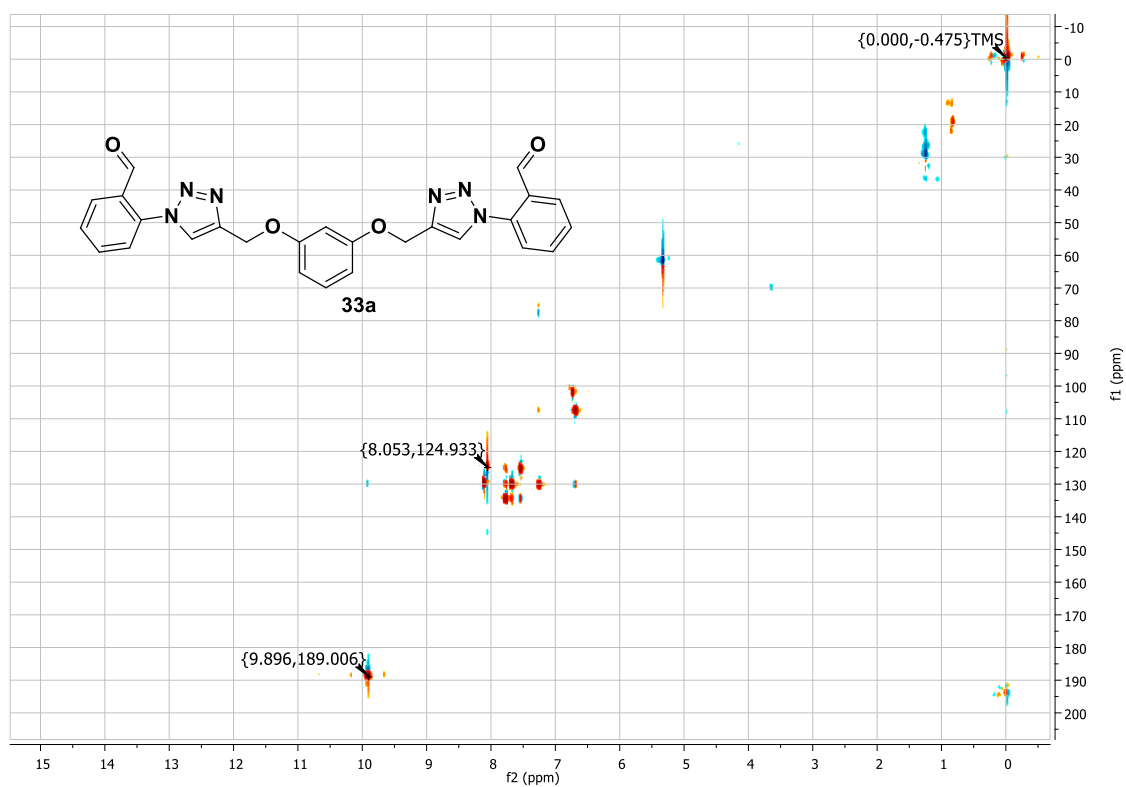 {0.000,-0.475}TMS
O O
N N N N N N
N=N N=N
O O
33a
{8.053,124.933}
{9.896,189.006}
-10
0
10
20
30
40
50
60
70
80
90
100
110
120
130
140
150
160
170
180
190
200
f1 (ppm)
15 14 13 12 11 10 9 8 7 6 5 4 3 2 1 0
f2 (ppm)